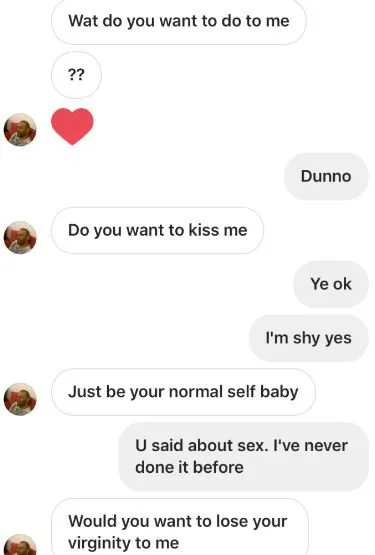 Wat do you want to do to me
??
Dunno
Do you want to kiss me
Ye ok
I'm shy yes
Just be your normal self baby
U said about sex. I've never
done it before
Would you want to lose your
virginity to me